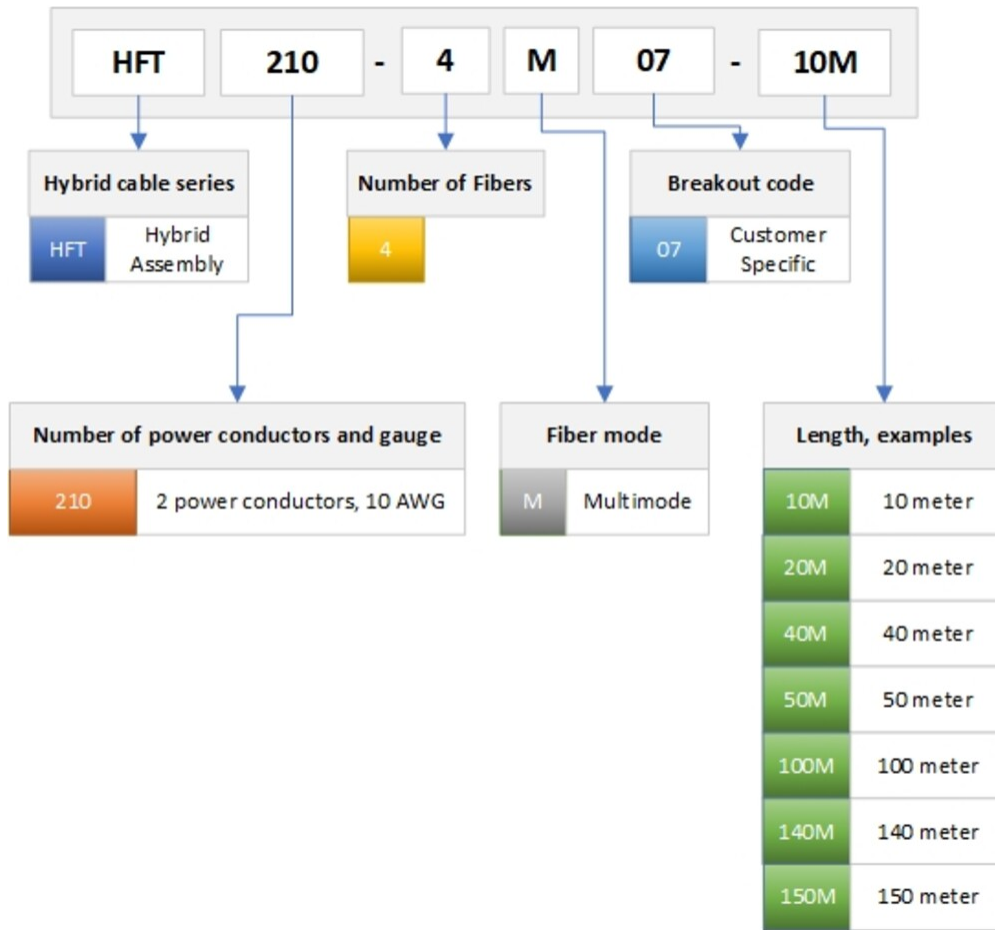 HFT 210 - 4 M 07 - 10M
Hybrid cable series
HFT Hybrid
Assembly
Number of Fibers
4
Breakout code
07 Customer
Specific
Number of power conductors and gauge
210 2 power conductors, 10 AWG
Fiber mode
M Multimode
Length, examples
10M 10 meter
20M 20 meter
40M 40 meter
50M 50 meter
100M 100 meter
140M 140 meter
150M 150 meter